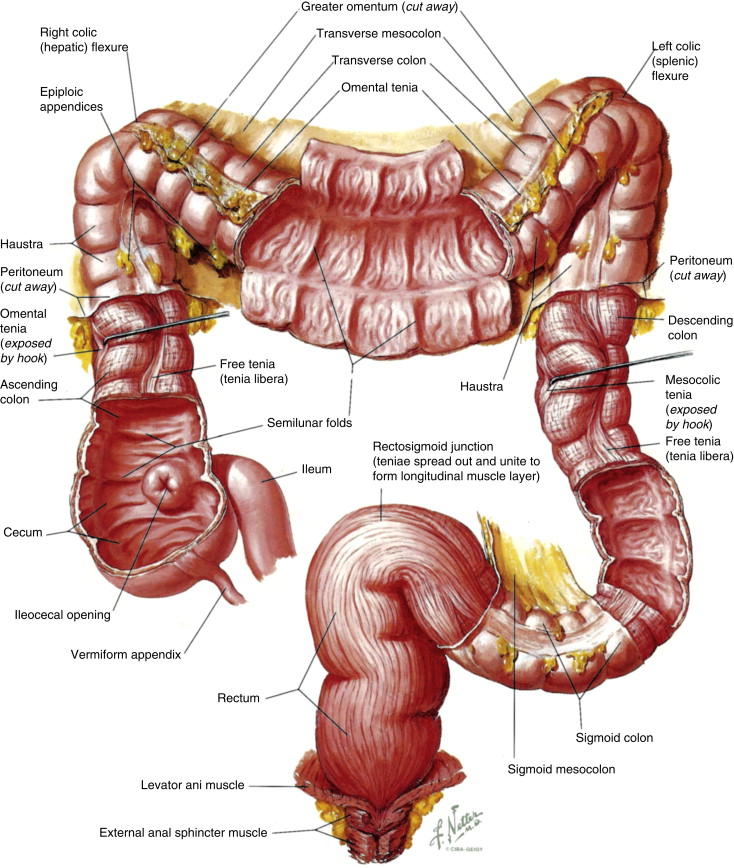 Greater omentum (cut away)
Transverse mesocolon
Transverse colon
Omental tenia
Right colic
(hepatic) flexure
Left colic
(splenic)
flexure
Epiploic
appendices
Haustra
Peritoneum
(cut away)
Omental
tenia
(exposed
by hook)
Ascending
colon
Free tenia
(tenia libera)
Semilunar folds
Haustra
Peritoneum
(cut away)
Descending
colon
Mesocolic
tenia
(exposed
by hook)
Free tenia
(tenia libera)
Rectosigmoid junction
(teniae spread out and unite to
form longitudinal muscle layer)
Ileum
Cecum
Ileocecal opening
Vermiform appendix
Rectum
Sigmoid colon
Sigmoid mesocolon
Levator ani muscle
External anal sphincter muscle
F. Netter
M.D.
© CIBA-GEIGY